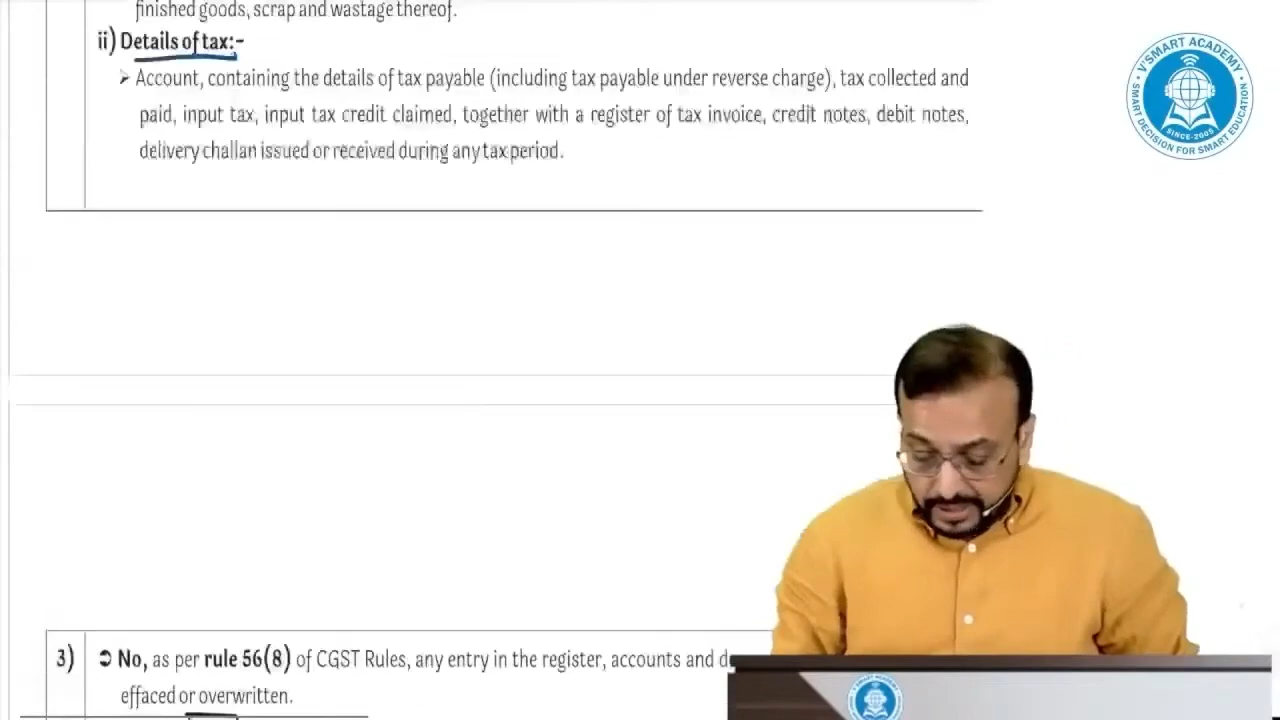 finished goods, scrap and wastage thereof.
ii) Details of tax:-
➢ Account, containing the details of tax payable (including tax payable under reverse charge), tax collected and
paid, input tax, input tax credit claimed, together with a register of tax invoice, credit notes, debit notes,
delivery challan issued or received during any tax period.
V'SMART ACADEMY
SINCE-2005
SMART DECISION FOR SMART EDUCATION
3) ➲ No, as per rule 56(8) of CGST Rules, any entry in the register, accounts and
effaced or overwritten.